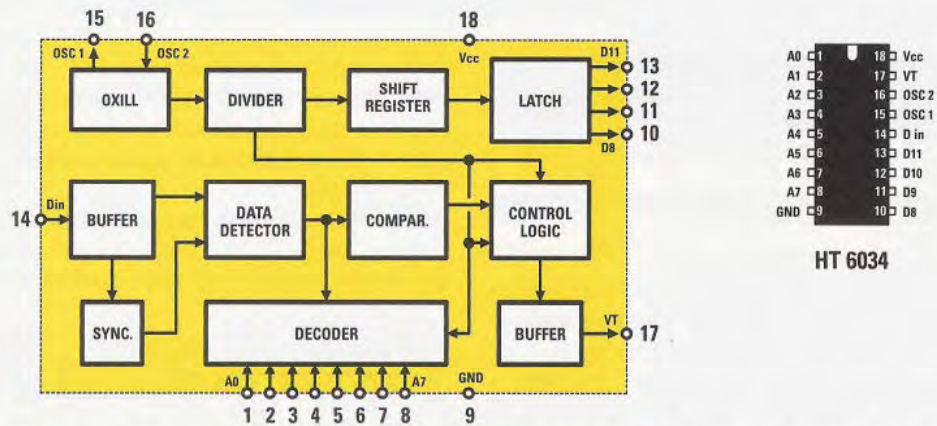 15 16 18
OSC 1 OSC 2 Vcc D11
OXILL DIVIDER SHIFT REGISTER LATCH
13
12
11
10
D8
Din
14 BUFFER DATA DETECTOR COMPAR. CONTROL LOGIC
SYNC. DECODER BUFFER VT 17
A0 A7 GND
1 2 3 4 5 6 7 8 9
A0 1 18 Vcc
A1 2 17 VT
A2 3 16 OSC 2
A3 4 15 OSC 1
A4 5 14 D in
A5 6 13 D11
A6 7 12 D10
A7 8 11 D9
GND 9 10 D8
HT 6034